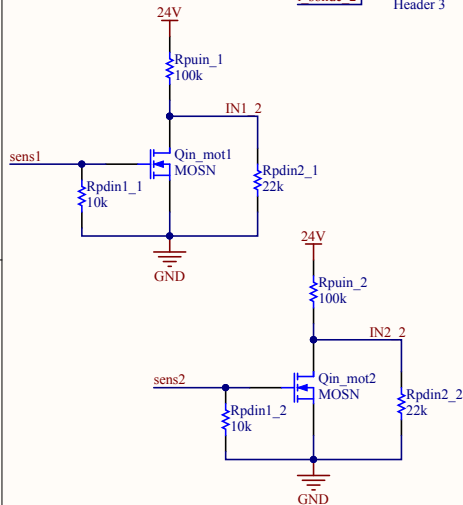 Header 3
24V
Rpuin_1
100k
IN1_2
sens1
Qin_mot1
MOSN
Rpdin1_1
10k
Rpdin2_1
22k
GND
24V
Rpuin_2
100k
IN2_2
sens2
Qin_mot2
MOSN
Rpdin1_2
10k
Rpdin2_2
22k
GND